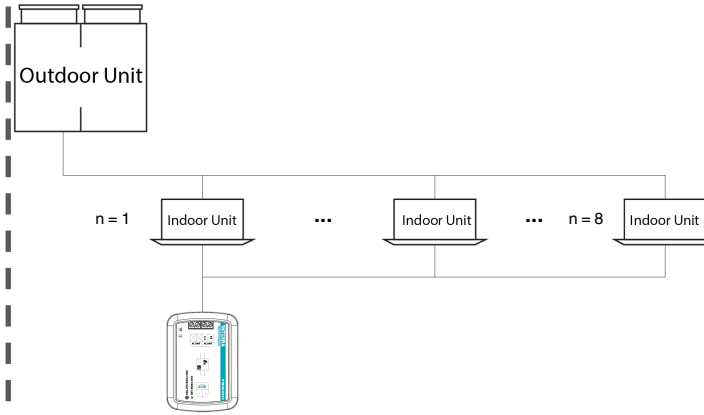 Outdoor Unit
n = 1
Indoor Unit
...
Indoor Unit
...
n = 8
Indoor Unit